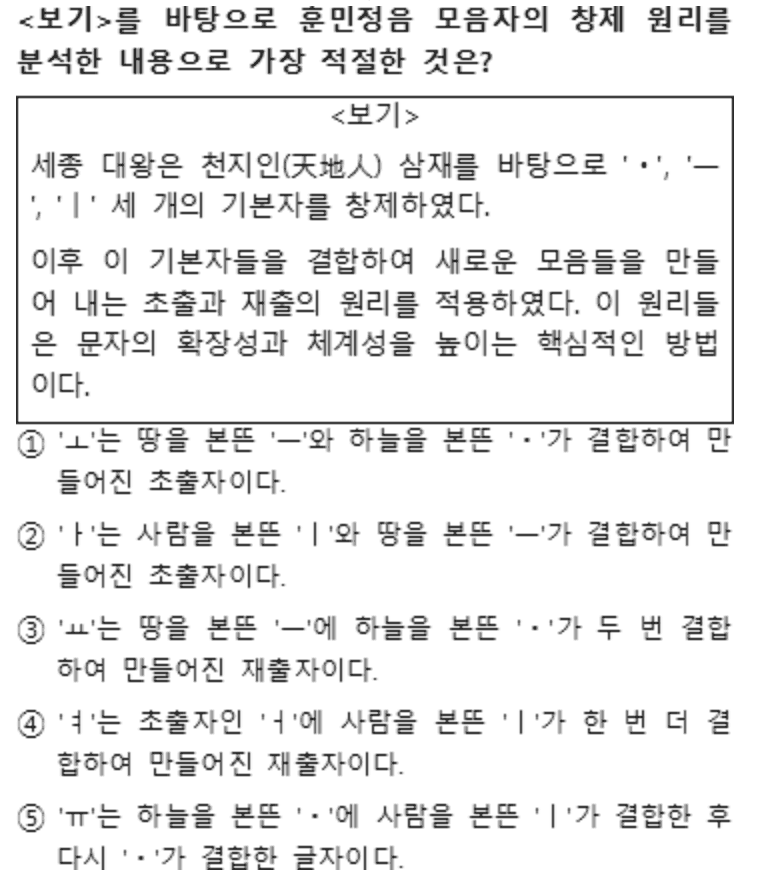 <보기>를 바탕으로 훈민정음 모음자의 창제 원리를
분석한 내용으로 가장 적절한 것은?
<보기>
세종 대왕은 천지인(天地人) 삼재를 바탕으로 'ㆍ', 'ㅡ
', 'ㅣ' 세 개의 기본자를 창제하였다.
이후 이 기본자들을 결합하여 새로운 모음들을 만들
어 내는 초출과 재출의 원리를 적용하였다. 이 원리들
은 문자의 확장성과 체계성을 높이는 핵심적인 방법
이다.
① 'ㅗ'는 땅을 본뜬 'ㅡ'와 하늘을 본뜬 'ㆍ'가 결합하여 만
들어진 초출자이다.
② 'ㅏ'는 사람을 본뜬 'ㅣ'와 땅을 본뜬 'ㅡ'가 결합하여 만
들어진 초출자이다.
③ 'ㅛ'는 땅을 본뜬 'ㅡ'에 하늘을 본뜬 'ㆍ'가 두 번 결합
하여 만들어진 재출자이다.
④ 'ㅕ'는 초출자인 'ㅓ'에 사람을 본뜬 'ㅣ'가 한 번 더 결
합하여 만들어진 재출자이다.
⑤ 'ㅠ'는 하늘을 본뜬 'ㆍ'에 사람을 본뜬 'ㅣ'가 결합한 후
다시 'ㆍ'가 결합한 글자이다.